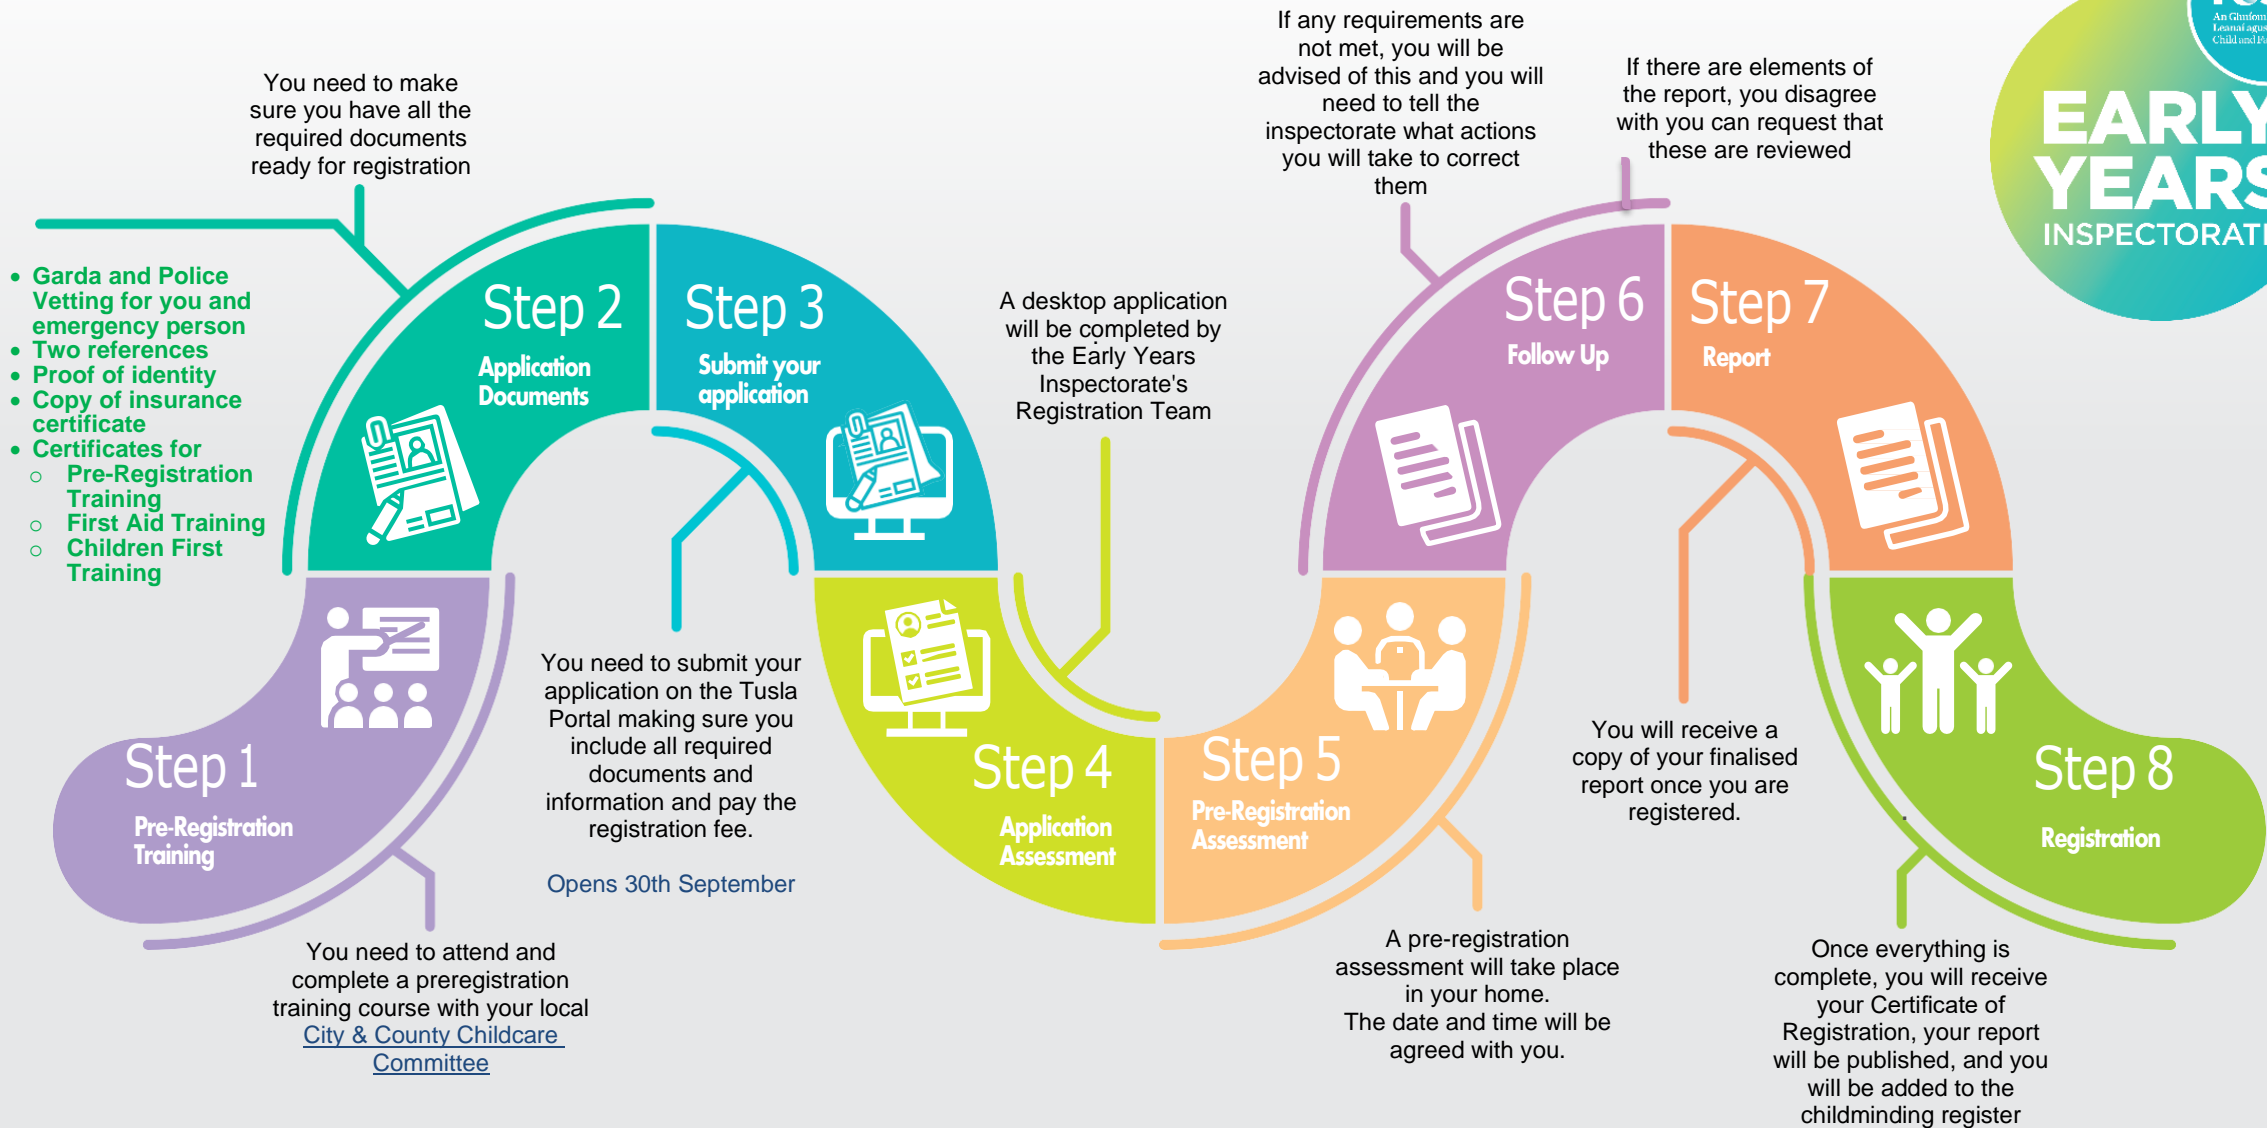 You need to make
sure you have all the
required documents
ready for registration
• Garda and Police
Vetting for you and
emergency person
• Two references
• Proof of identity
• Copy of insurance
certificate
• Certificates for
○ Pre-Registration
Training
○ First Aid Training
○ Children First
Training
Step 1
Pre-Registration
Training
You need to attend and
complete a preregistration
training course with your local
City & County Childcare
Committee
Step 2
Application
Documents
Step 3
Submit your
application
You need to submit your
application on the Tusla
Portal making sure you
include all required
documents and
information and pay the
registration fee.
Opens 30th September
A desktop application
will be completed by
the Early Years
Inspectorate's
Registration Team
Step 4
Application
Assessment
Step 5
Pre-Registration
Assessment
A pre-registration
assessment will take place
in your home.
The date and time will be
agreed with you.
If any requirements are
not met, you will be
advised of this and you will
need to tell the
inspectorate what actions
you will take to correct
them
If there are elements of
the report, you disagree
with you can request that
these are reviewed
Step 6
Follow Up
Step 7
Report
You will receive a
copy of your finalised
report once you are
registered.
Step 8
Registration
Once everything is
complete, you will receive
your Certificate of
Registration, your report
will be published, and you
will be added to the
childminding register
An
Leanaí
Child and
EARLY
YEARS
INSPECTORAT